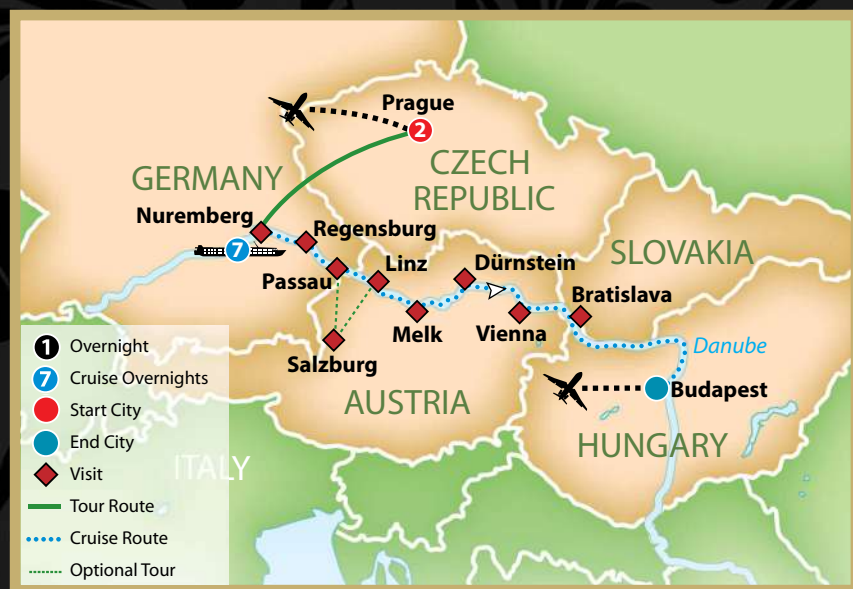 Prague
2
CZECH
REPUBLIC
GERMANY
Nuremberg
Regensburg
7
Passau
Linz
Dürnstein
SLOVAKIA
Bratislava
Melk
Vienna
Salzburg
Danube
AUSTRIA
Budapest
HUNGARY
ITALY
1 Overnight
7 Cruise Overnights
Start City
End City
Visit
Tour Route
Cruise Route
Optional Tour